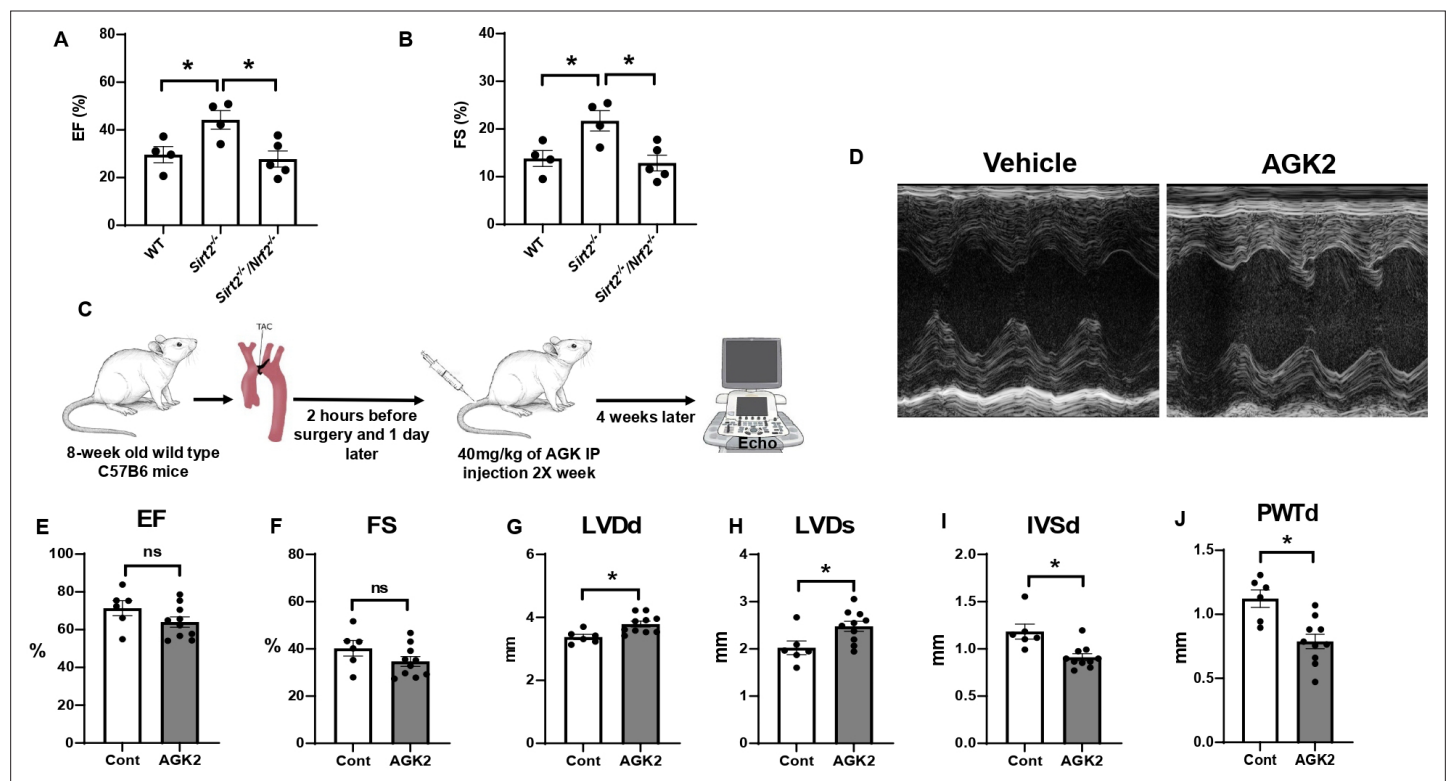 A
EF (%)
80
60
40
20
0
* *
WT
Sirt2-/-
Sirt2-/-/Nrf2-/-
B
FS (%)
40
30
20
10
0
* *
WT
Sirt2-/-
Sirt2-/-/Nrf2-/-
C
8-week old wild type
C57B6 mice
TAC
2 hours before
surgery and 1 day
later
40mg/kg of AGK IP
injection 2X week
4 weeks later
Echo
D
Vehicle
AGK2
E
EF
ns
%
100
80
60
40
20
0
Cont AGK2
F
FS
ns
%
80
60
40
20
0
Cont AGK2
G
LVDd
*
mm
6
4
2
0
Cont AGK2
H
LVDs
*
mm
4
3
2
1
0
Cont AGK2
I
IVSd
*
mm
2.0
1.5
1.0
0.5
0.0
Cont AGK2
J
PWTd
*
mm
1.5
1.0
0.5
0.0
Cont AGK2